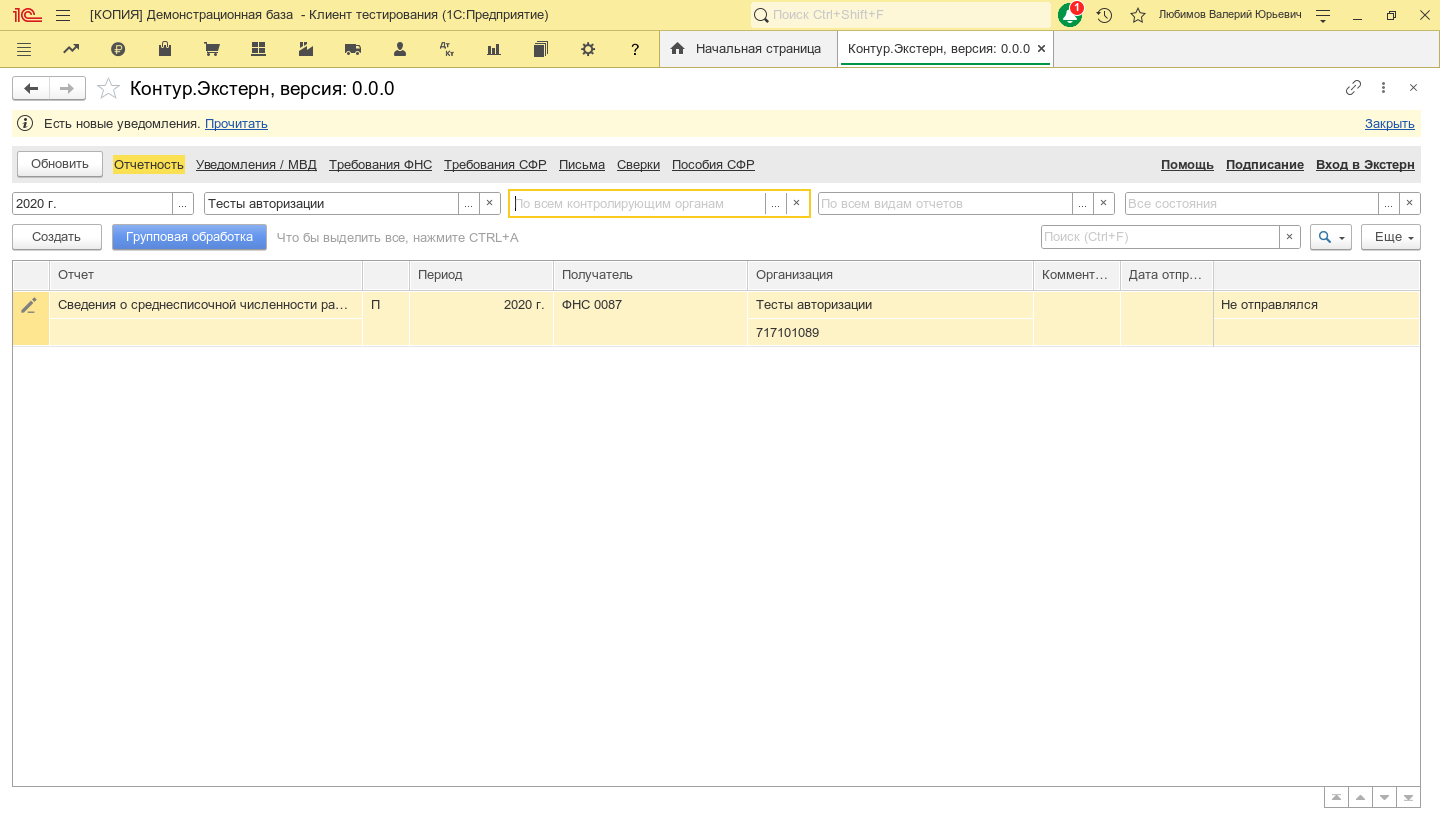 [КОПИЯ] Демонстрационная база - Клиент тестирования (1С:Предприятие)
Поиск Ctrl+Shift+F
1
Любимов Валерий Юрьевич
Дт Кт
?
Начальная страница
Контур.Экстерн, версия: 0.0.0
Контур.Экстерн, версия: 0.0.0
Есть новые уведомления. Прочитать
Закрыть
Обновить
Отчетность
Уведомления / МВД
Требования ФНС
Требования СФР
Письма
Сверки
Пособия СФР
Помощь
Подписание
Вход в Экстерн
2020 г.
...
Тесты авторизации
...
По всем контролирующим органам
...
По всем видам отчетов
...
Все состояния
...
Создать
Групповая обработка
Что бы выделить все, нажмите CTRL+A
Поиск (Ctrl+F)
Еще
Отчет
Период
Получатель
Организация
Коммент…
Дата отпр…
Сведения о среднесписочной численности ра…
П
2020 г.
ФНС 0087
Тесты авторизации
Не отправлялся
717101089